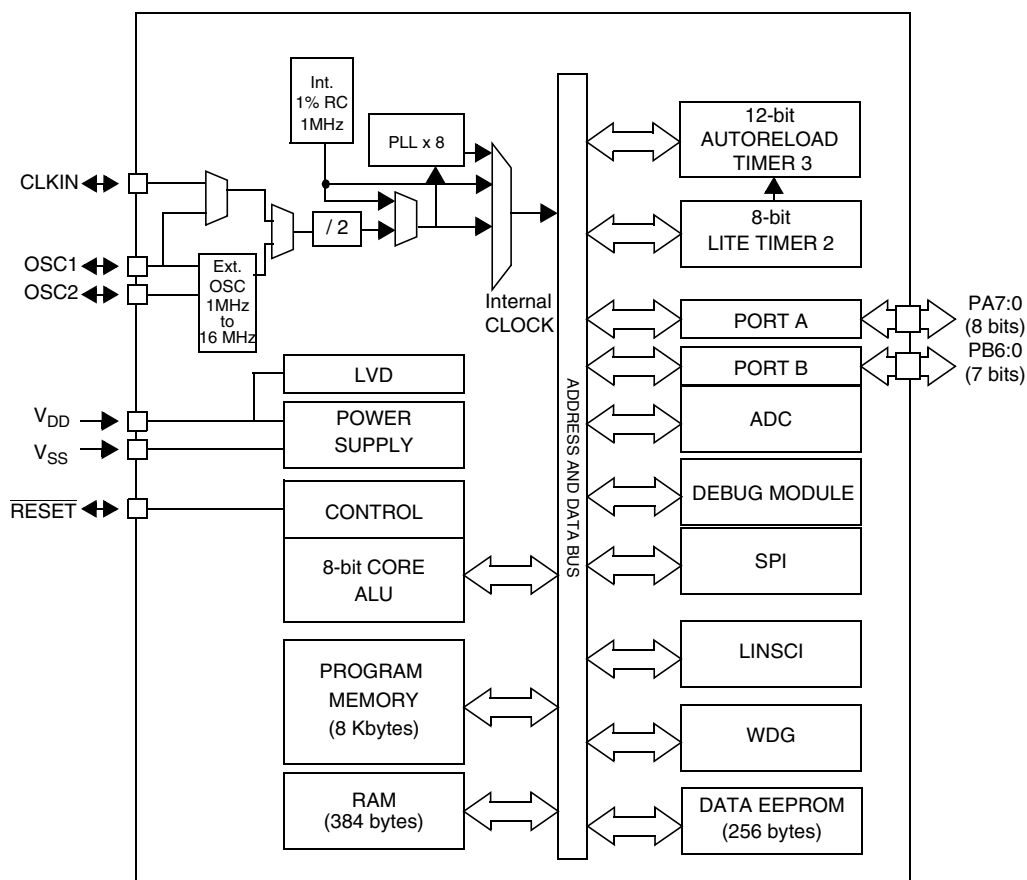 Int.
1% RC
1MHz
PLL x 8
12-bit
AUTORELOAD
TIMER 3
CLKIN
/ 2
8-bit
LITE TIMER 2
OSC1
OSC2
Ext.
OSC
1MHz
to
16 MHz
Internal
CLOCK
PORT A
PA7:0
(8 bits)
PORT B
PB6:0
(7 bits)
LVD
ADC
VDD
VSS
POWER
SUPPLY
ADDRESS AND DATA BUS
DEBUG MODULE
RESET
CONTROL
8-bit CORE
ALU
SPI
LINSCI
PROGRAM
MEMORY
(8 Kbytes)
WDG
RAM
(384 bytes)
DATA EEPROM
(256 bytes)